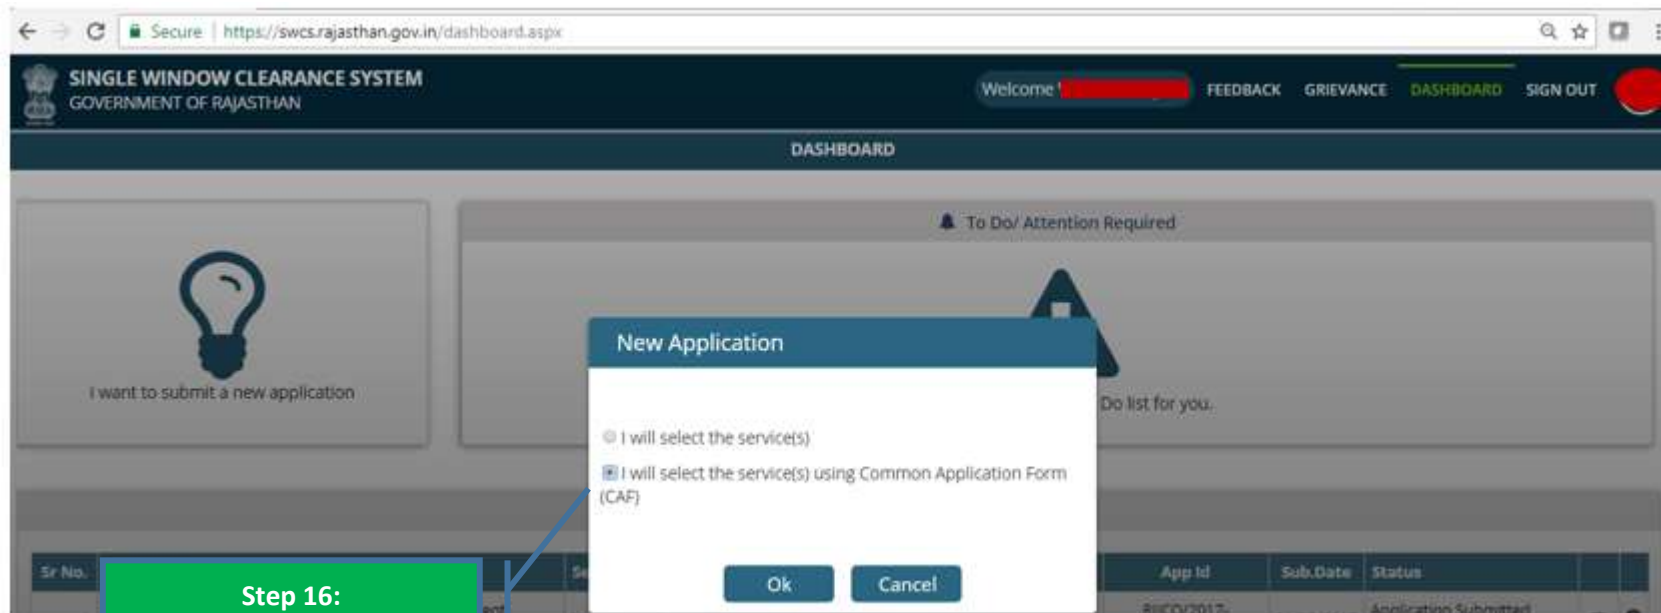 Secure | https://swcs.rajasthan.gov.in/dashboard.aspx
SINGLE WINDOW CLEARANCE SYSTEM
GOVERNMENT OF RAJASTHAN
Welcome
FEEDBACK GRIEVANCE DASHBOARD SIGN OUT
DASHBOARD
To Do/ Attention Required
I want to submit a new application
Do list for you.
New Application
I will select the service(s)
I will select the service(s) using Common Application Form
(CAF)
Ok Cancel
Sr No. Se App Id Sub.Date Status
Step 16:
RIICO/2017- Application Submitted